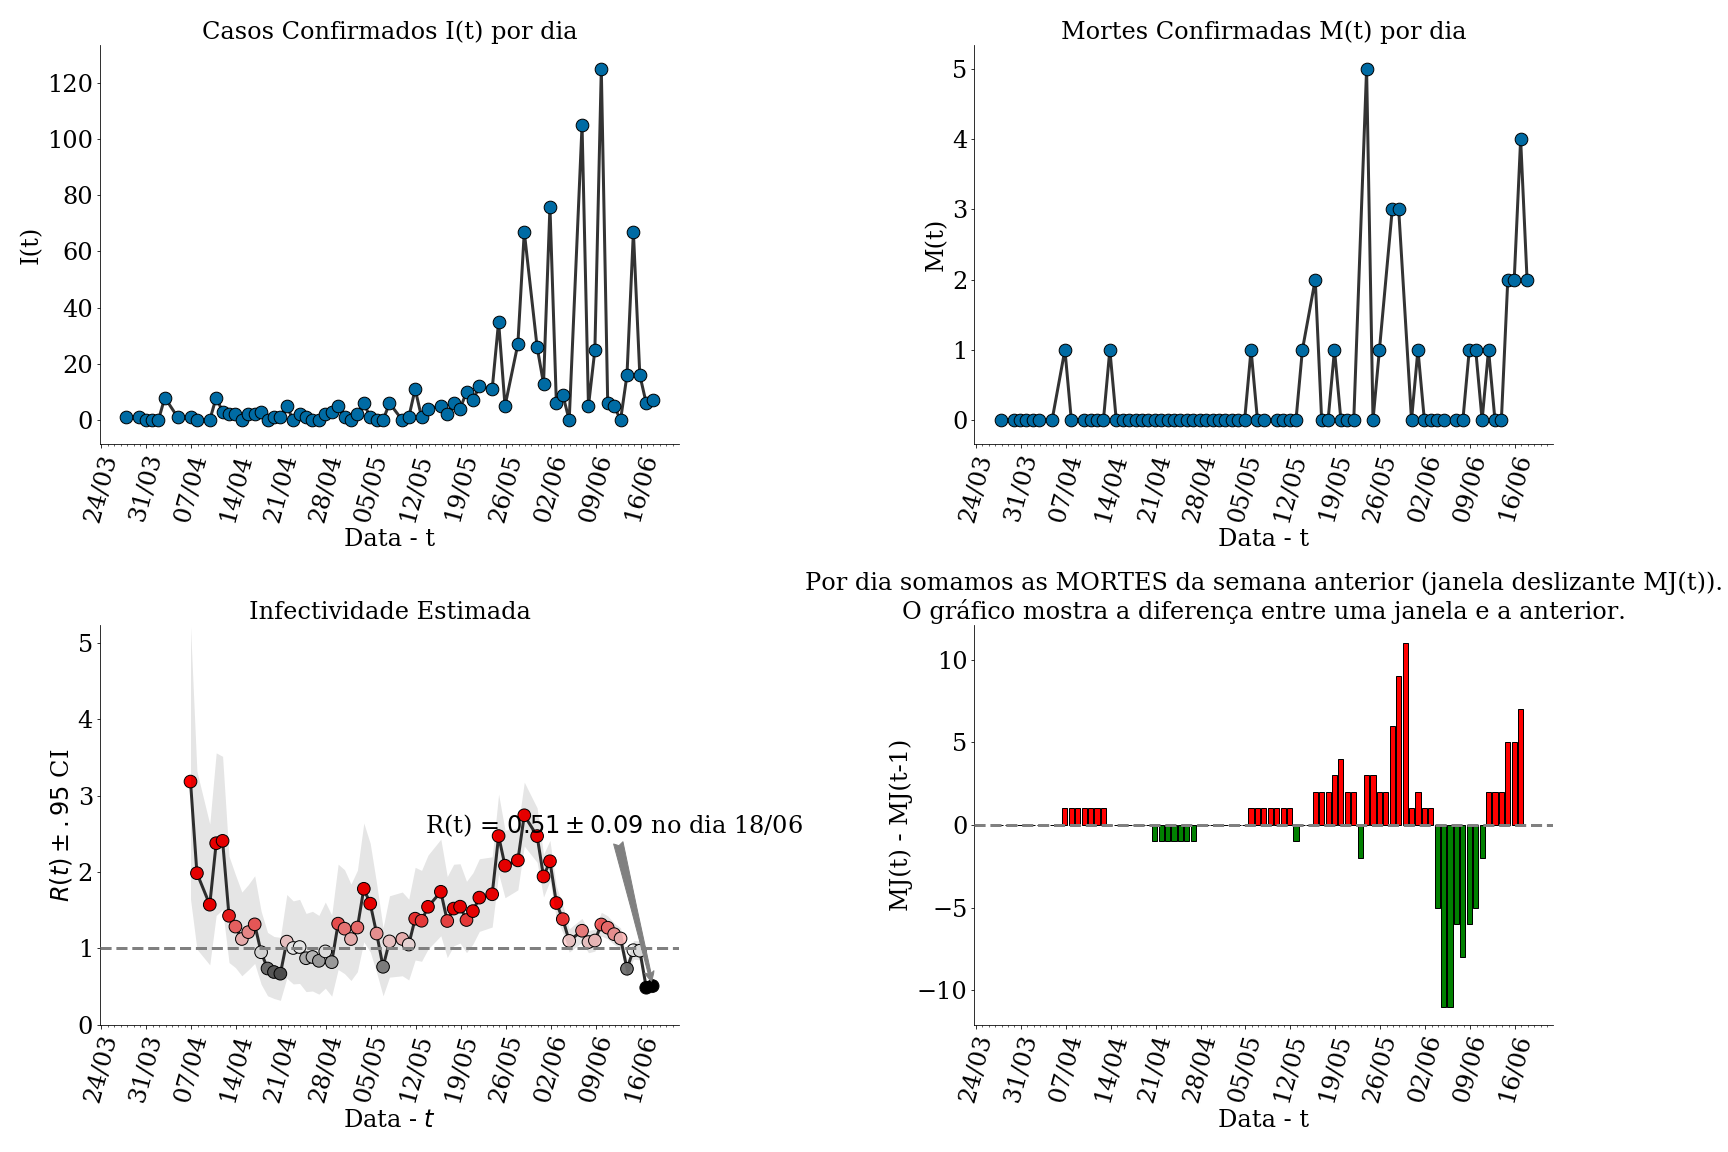 Casos Confirmados I(t) por dia
I(t)
120
100
80
60
40
20
0
24/03 31/03 07/04 14/04 21/04 28/04 05/05 12/05 19/05 26/05 02/06 09/06 16/06
Data - t
Mortes Confirmadas M(t) por dia
M(t)
5
4
3
2
1
0
24/03 31/03 07/04 14/04 21/04 28/04 05/05 12/05 19/05 26/05 02/06 09/06 16/06
Data - t
Infectividade Estimada
R(t) ± .95 CI
5
4
3
2
1
0
R(t) = 0.51 ± 0.09 no dia 18/06
24/03 31/03 07/04 14/04 21/04 28/04 05/05 12/05 19/05 26/05 02/06 09/06 16/06
Data - t
Por dia somamos as MORTES da semana anterior (janela deslizante MJ(t)).
O gráfico mostra a diferença entre uma janela e a anterior.
MJ(t) - MJ(t-1)
10
5
0
−5
−10
24/03 31/03 07/04 14/04 21/04 28/04 05/05 12/05 19/05 26/05 02/06 09/06 16/06
Data - t